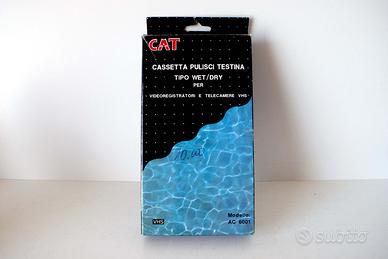 CAT
CASSETTA PULISCI TESTINA
TIPO WET/DRY
PER
VIDEOREGISTRATORI E TELECAMERE VHS
VHS
Modello:
AC 6001
subito